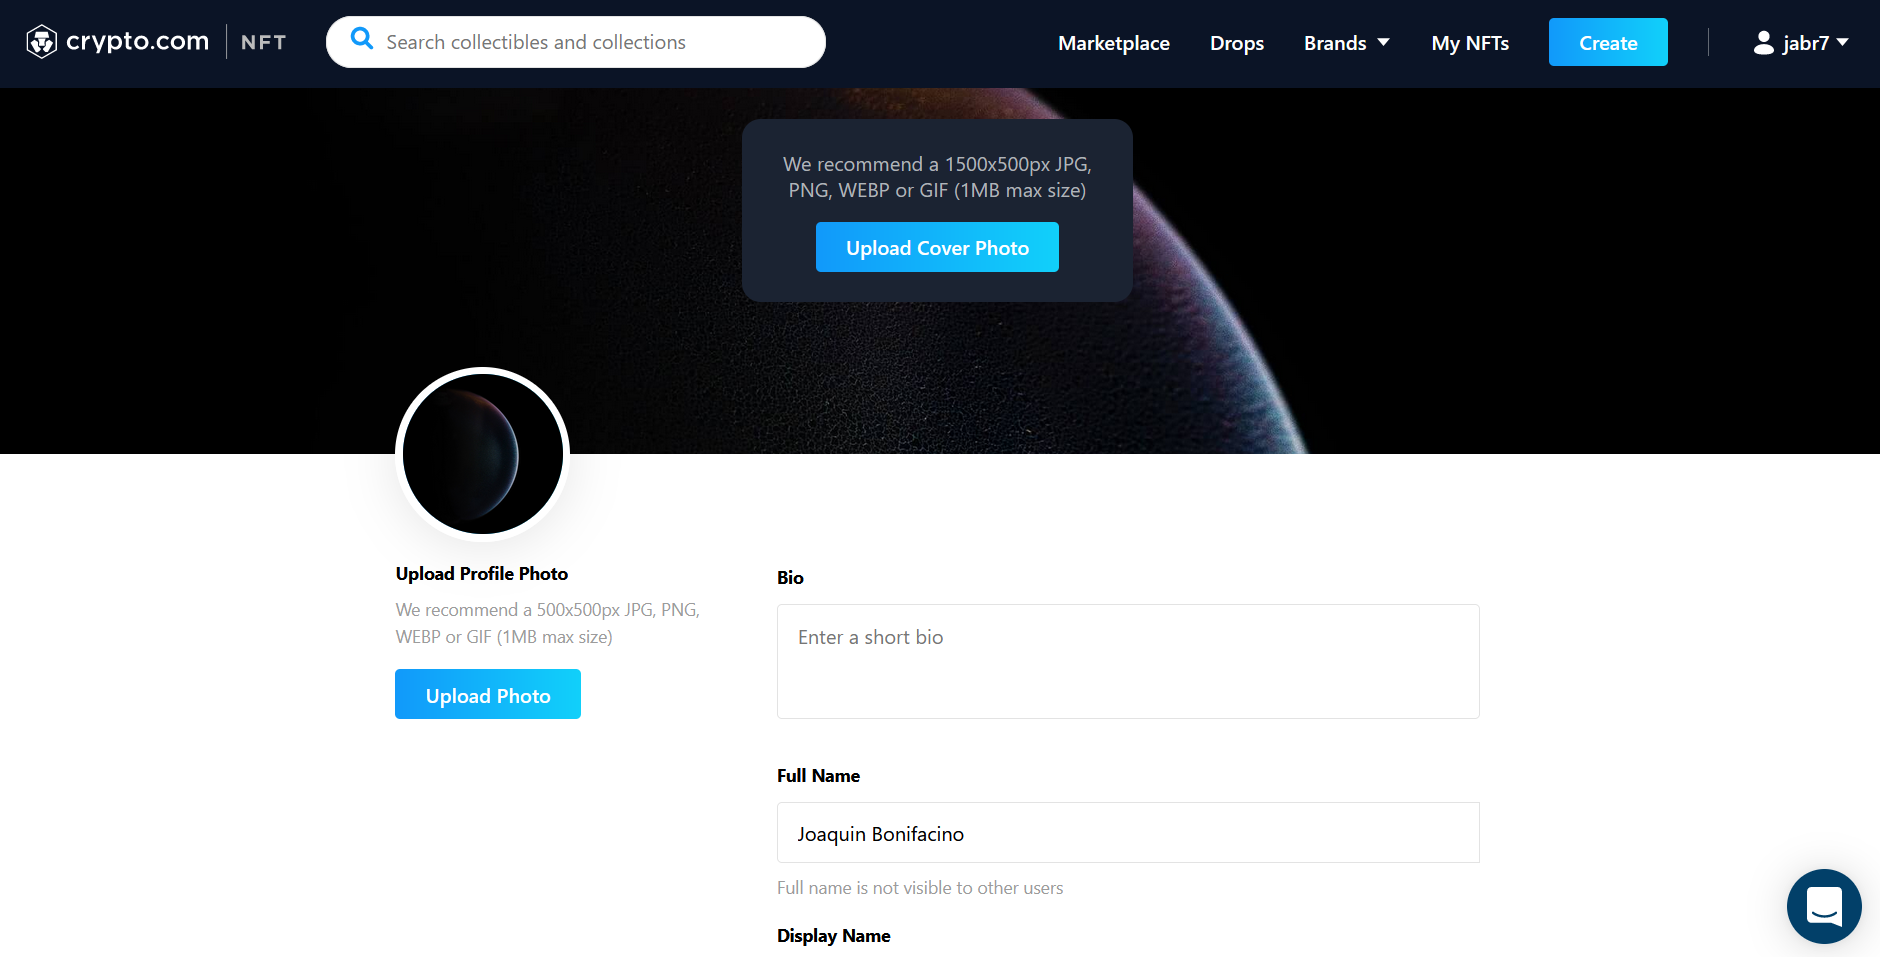 crypto.com NFT
Search collectibles and collections
Marketplace
Drops
Brands
My NFTs
Create
jabr7
We recommend a 1500x500px JPG,
PNG, WEBP or GIF (1MB max size)
Upload Cover Photo
Upload Profile Photo
We recommend a 500x500px JPG, PNG,
WEBP or GIF (1MB max size)
Upload Photo
Bio
Enter a short bio
Full Name
Joaquin Bonifacino
Full name is not visible to other users
Display Name